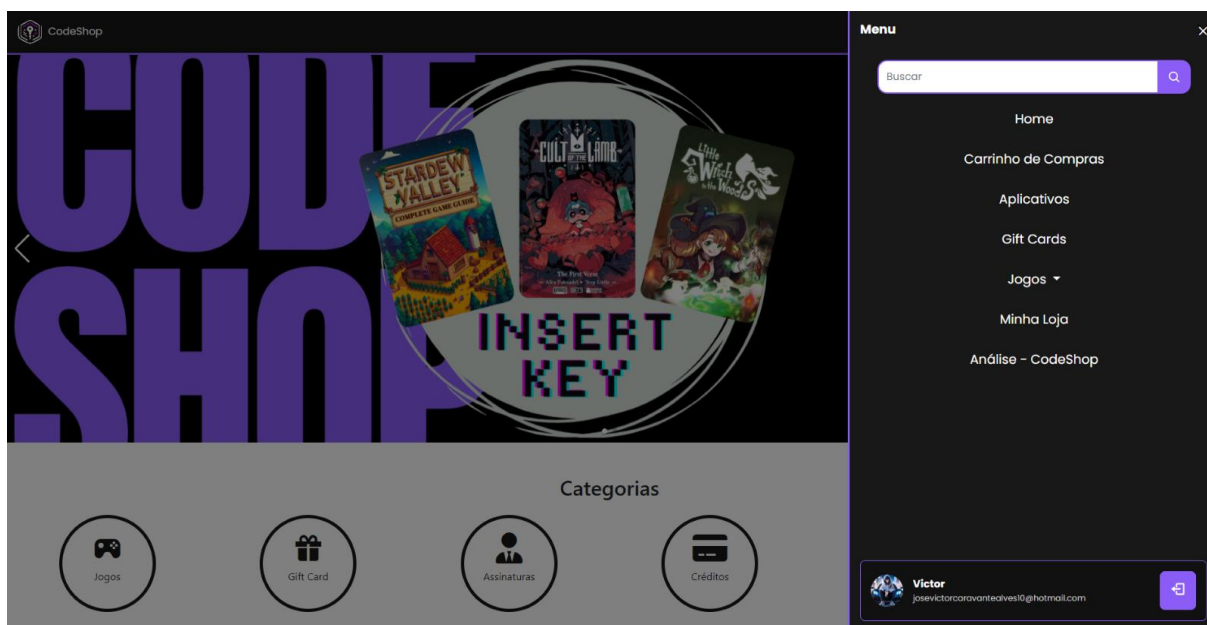 CodeShop
CODE
SHOP
STARDEW
VALLEY
COMPLETE GAME GUIDE
CULT OF THE LAMB
The First Verse
Little
Witch
in the Woods
INSERT
KEY
Categorias
Jogos
Gift Card
Assinaturas
Créditos
Menu
Buscar
Home
Carrinho de Compras
Aplicativos
Gift Cards
Jogos
Minha Loja
Análise - CodeShop
Victor
josevictorcaravantealves10@hotmail.com